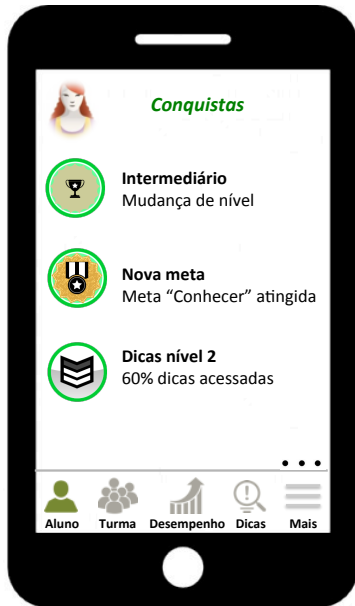 Conquistas
Intermediário
Mudança de nível
Nova meta
Meta “Conhecer” atingida
Dicas nível 2
60% dicas acessadas
...
Aluno Turma Desempenho Dicas Mais